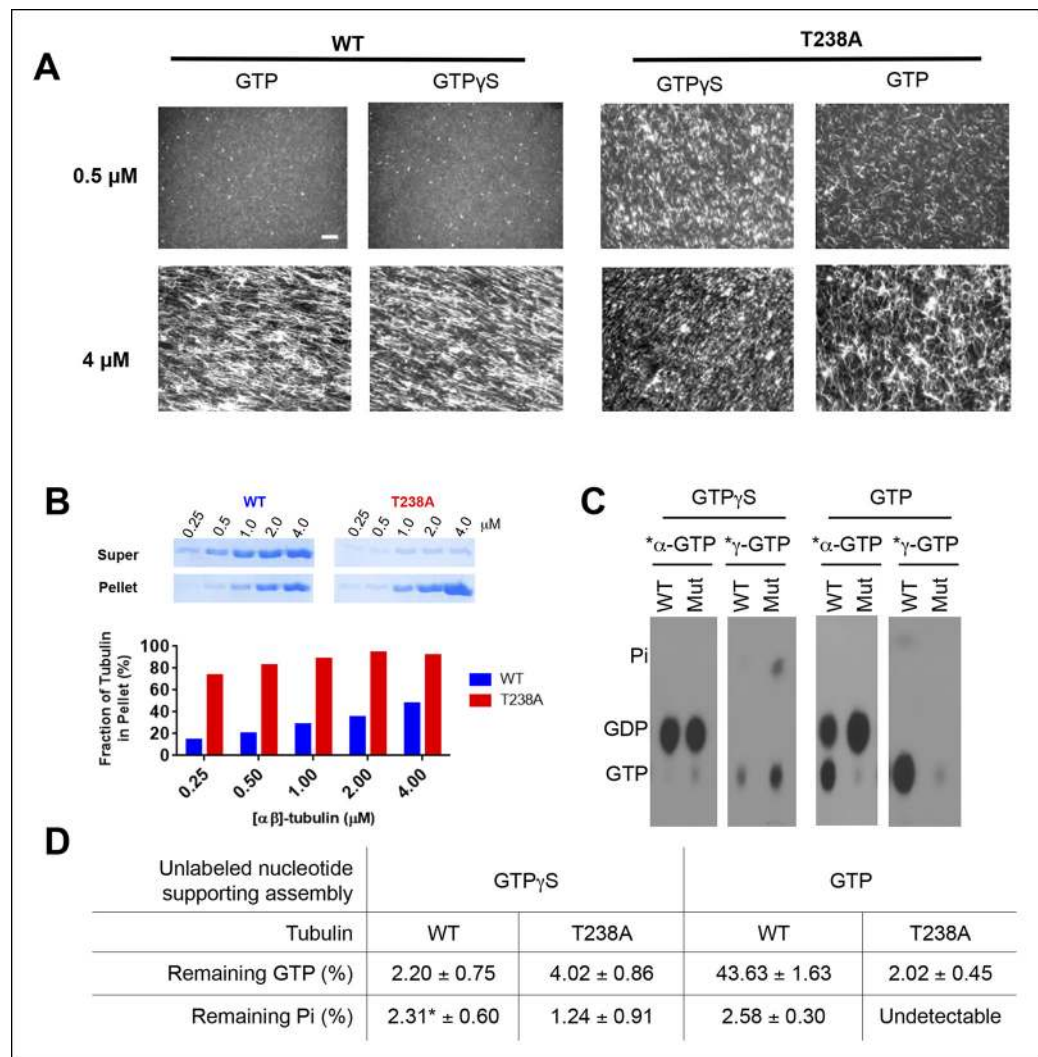 A
WT
T238A
GTP
GTPγS
GTPγS
GTP
0.5 µM
4 µM
B
WT
T238A
0.25
0.5
1.0
2.0
4.0
0.25
0.5
1.0
2.0
4.0
µM
Super
Pellet
Fraction of Tubulin
in Pellet (%)
100
80
60
40
20
0
WT
T238A
0.25
0.50
1.00
2.00
4.00
[αβ]-tubulin (µM)
C
GTPγS
GTP
*α-GTP
*γ-GTP
*α-GTP
*γ-GTP
WT
Mut
WT
Mut
WT
Mut
WT
Mut
Pi
GDP
GTP
D
Unlabeled nucleotide
supporting assembly
GTPγS
GTP
Tubulin
WT
T238A
WT
T238A
Remaining GTP (%)
2.20 ± 0.75
4.02 ± 0.86
43.63 ± 1.63
2.02 ± 0.45
Remaining Pi (%)
2.31* ± 0.60
1.24 ± 0.91
2.58 ± 0.30
Undetectable